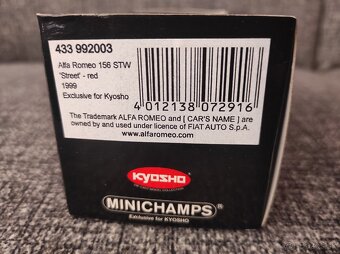 433 992003
Alfa Romeo 156 STW
'Street' - red
1999
Exclusive for Kyosho
4 012138 072916
The Trademark ALFA ROMEO and [ CAR'S NAME ] are
owned by and used under licence of FIAT AUTO S.p.A.
www.alfaromeo.com
KYOSHO
MINICHAMPS
Exclusive for KYOSHO